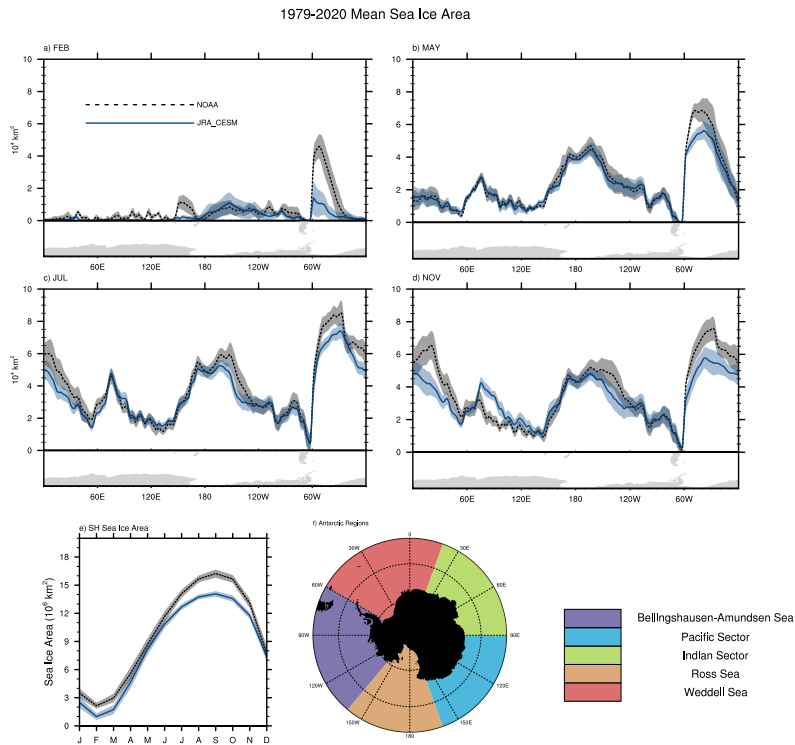 1979-2020 Mean Sea Ice Area
a) FEB
10
8
6
4
2
0
10⁴ km²
NOAA
JRA_CESM
60E 120E 180 120W 60W
b) MAY
10
8
6
4
2
0
60E 120E 180 120W 60W
c) JUL
10
8
6
4
2
0
10⁴ km²
60E 120E 180 120W 60W
d) NOV
10
8
6
4
2
0
60E 120E 180 120W 60W
e) SH Sea Ice Area
18
15
12
9
6
3
0
Sea Ice Area (10⁶ km²)
J F M A M J J A S O N D
f) Antarctic Regions
0
30E
60E
90E
120E
150E
180
150W
120W
90W
60W
30W
Bellngshausen-Amundsen Sea
Pacific Sector
Indian Sector
Ross Sea
Weddell Sea